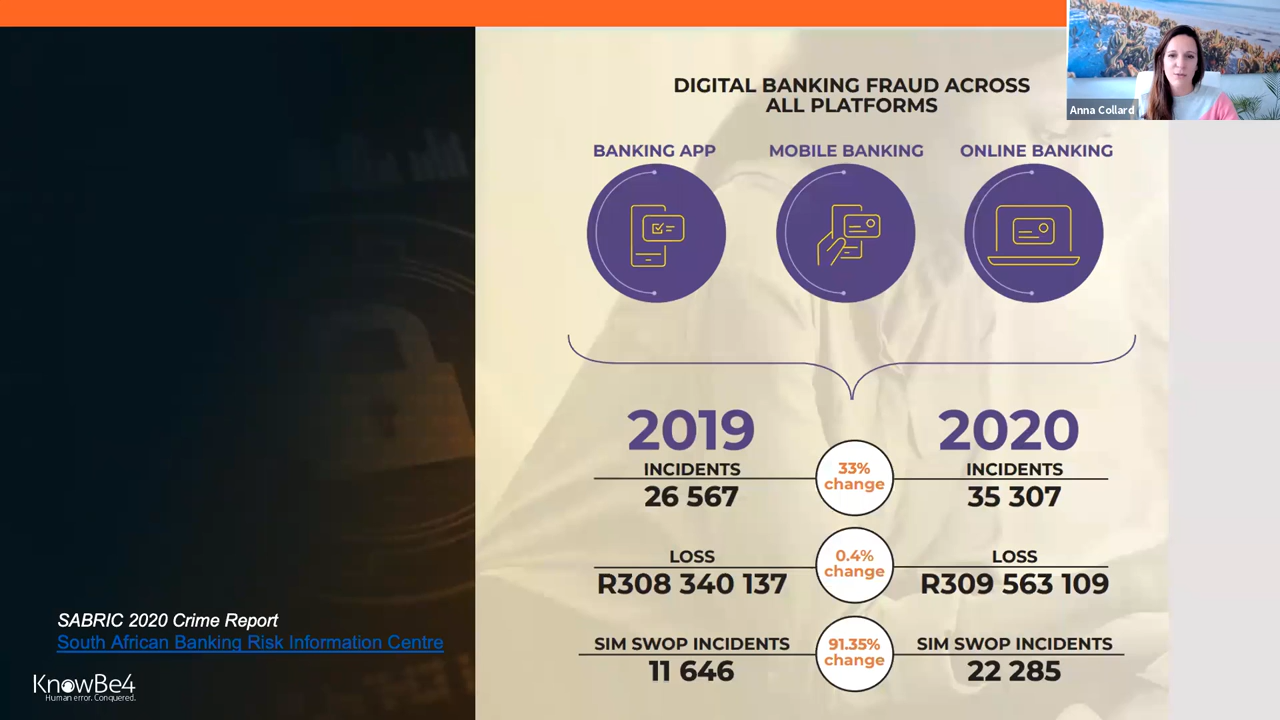 Anna Collard
DIGITAL BANKING FRAUD ACROSS
ALL PLATFORMS
BANKING APP
MOBILE BANKING
ONLINE BANKING
2019
2020
INCIDENTS
26 567
33%
change
INCIDENTS
35 307
LOSS
R308 340 137
0.4%
change
LOSS
R309 563 109
SIM SWOP INCIDENTS
11 646
91.35%
change
SIM SWOP INCIDENTS
22 285
SABRIC 2020 Crime Report
South African Banking Risk Information Centre
KnowBe4
Human error. Conquered.